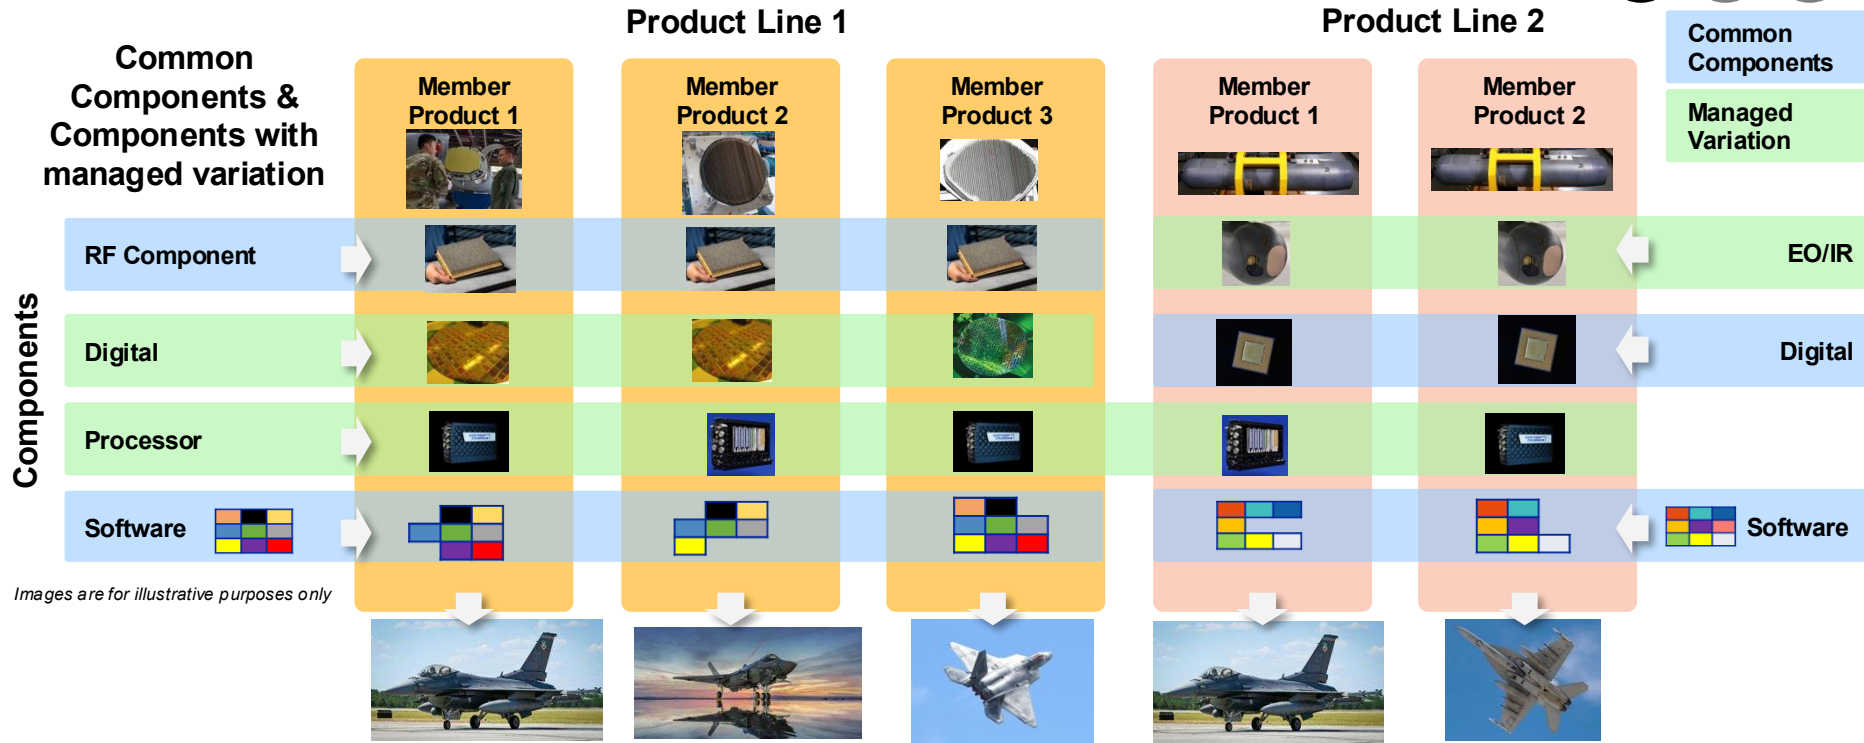 Product Line 1
Product Line 2
Common
Components &
Components with
managed variation
Common
Components
Managed
Variation
Member
Product 1
Member
Product 2
Member
Product 3
Member
Product 1
Member
Product 2
Components
RF Component
EO/IR
Digital
Digital
Processor
Software
Software
Images are for illustrative purposes only